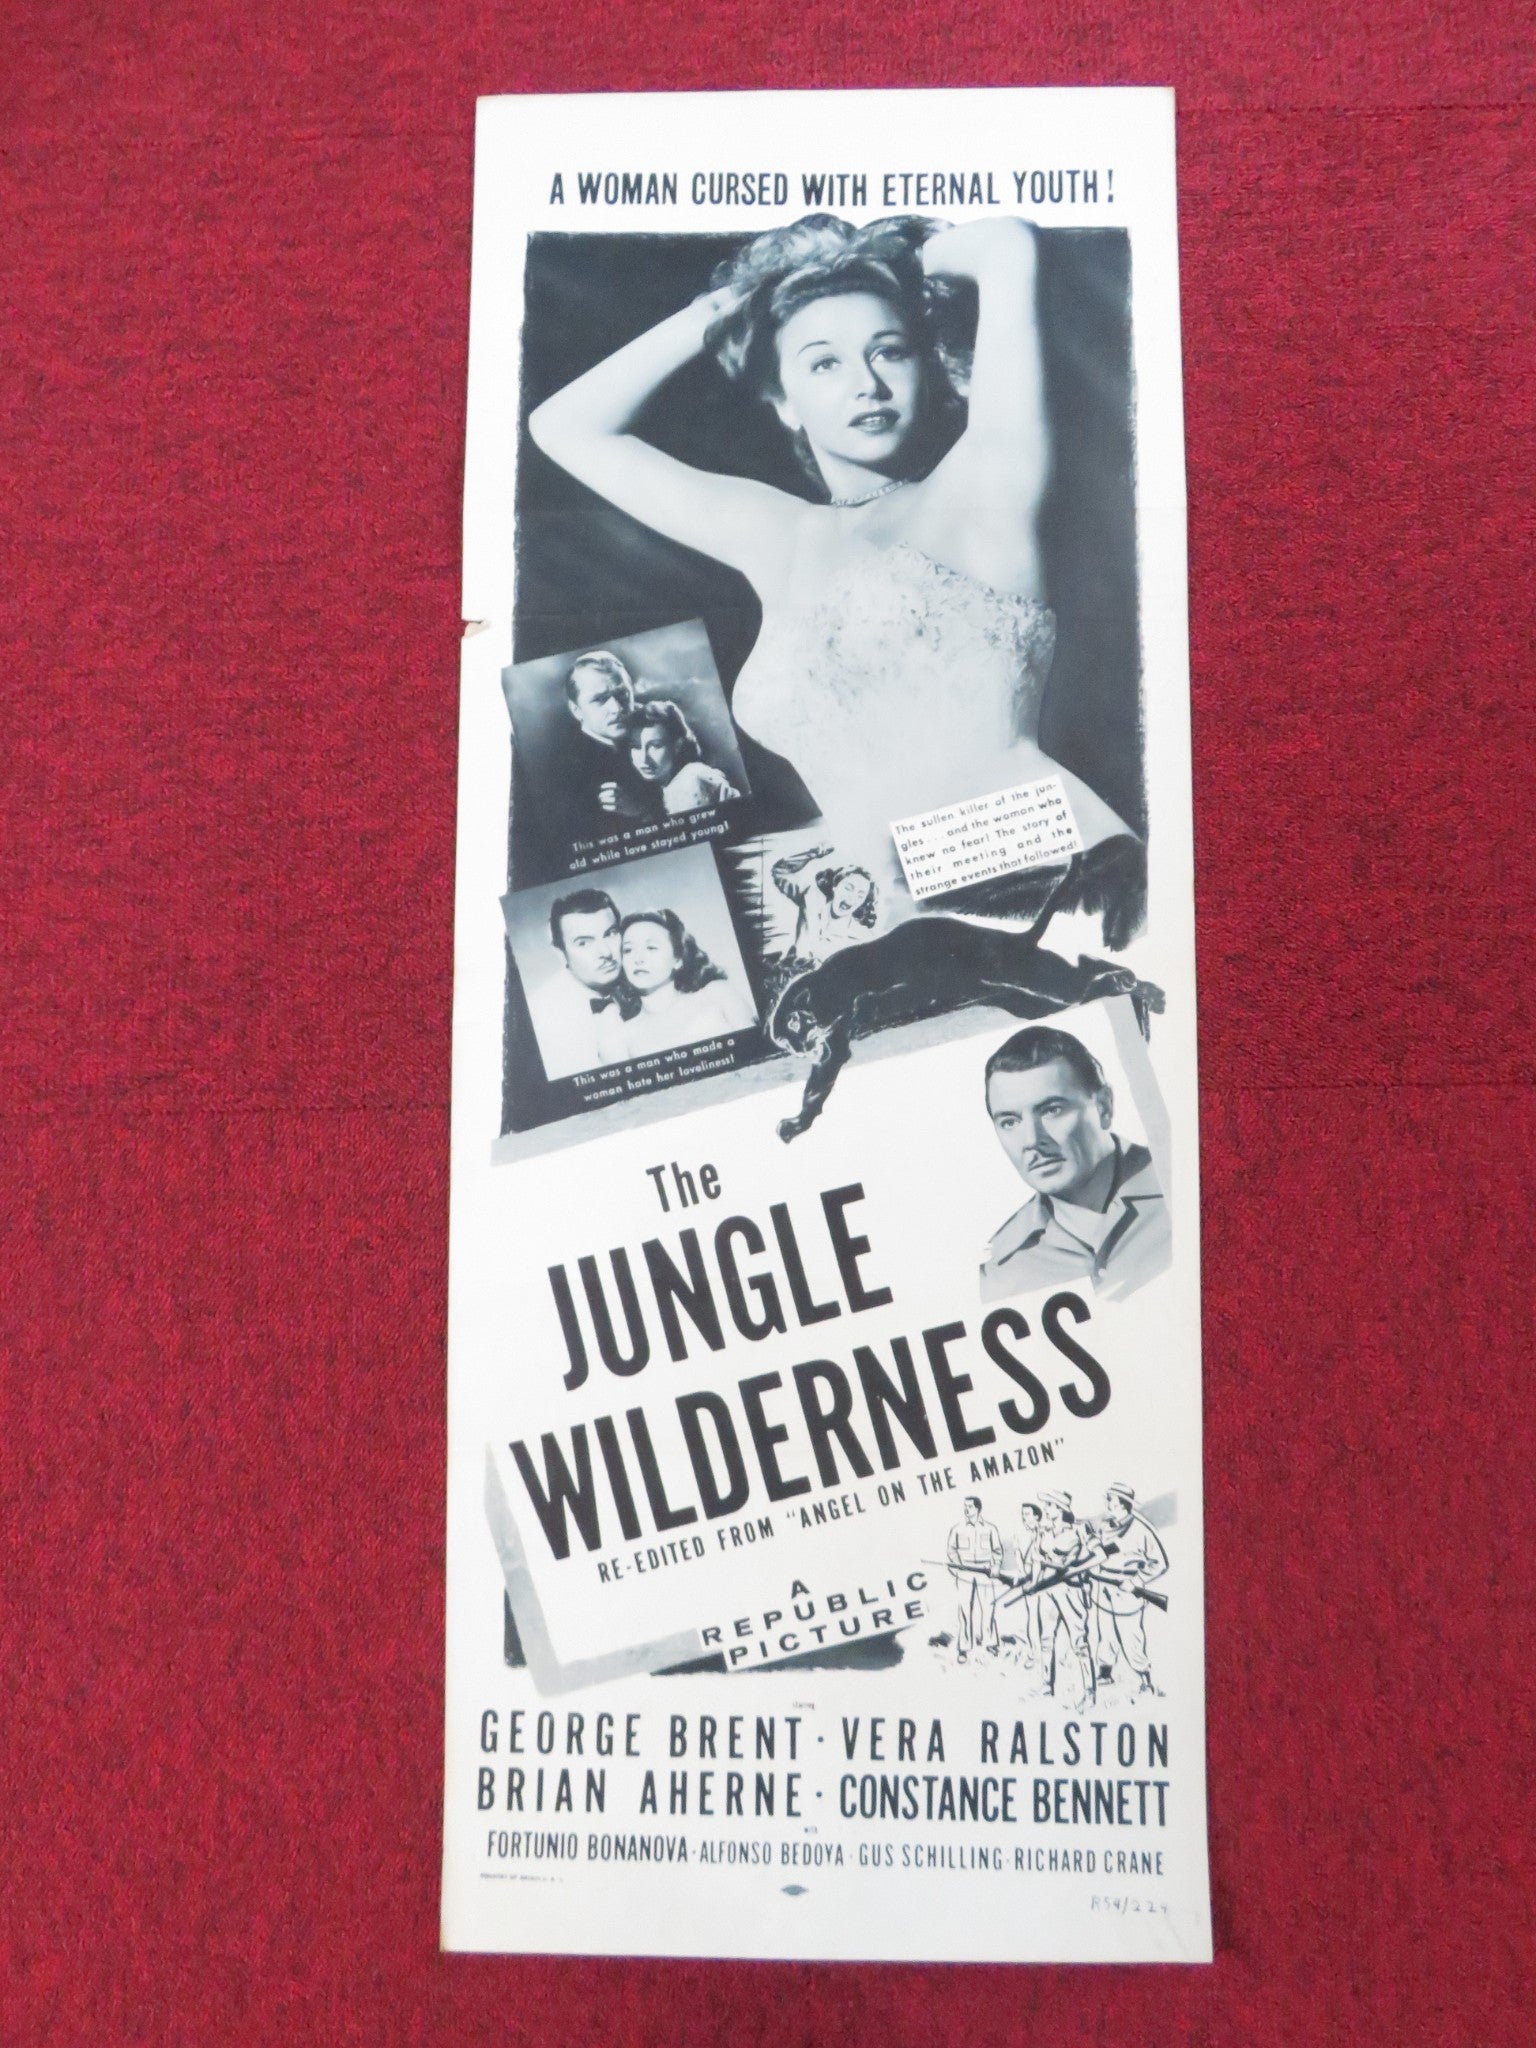 A WOMAN CURSED WITH ETERNAL YOUTH!
This was a man who grew
old while love stayed young!
The sullen killer of the jun-
gles...and the woman who
knew no fear! The story of
their meeting and the
strange events that followed!
This was a man who made a
woman hate her loveliness!
The
JUNGLE
WILDERNESS
RE-EDITED FROM "ANGEL ON THE AMAZON"
A
REPUBLIC
PICTURE
starring
GEORGE BRENT · VERA RALSTON
BRIAN AHERNE · CONSTANCE BENNETT
with
FORTUNIO BONANOVA · ALFONSO BEDOYA · GUS SCHILLING · RICHARD CRANE
R54/224